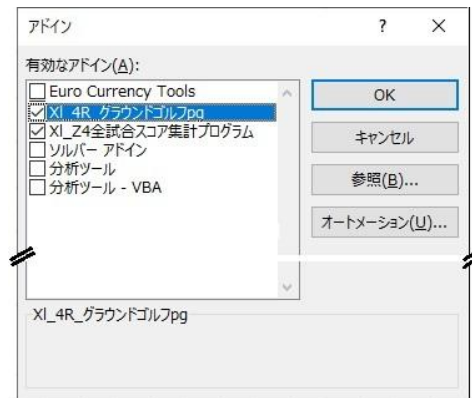 アドイン ? ×
有効なアドイン(A):
Euro Currency Tools
Xl_4R_グラウンドゴルフpg
Xl_Z4全試合スコア集計プログラム
ソルバー アドイン
分析ツール
分析ツール - VBA
OK
キャンセル
参照(B)...
オートメーション(U)...
Xl_4R_グラウンドゴルフpg